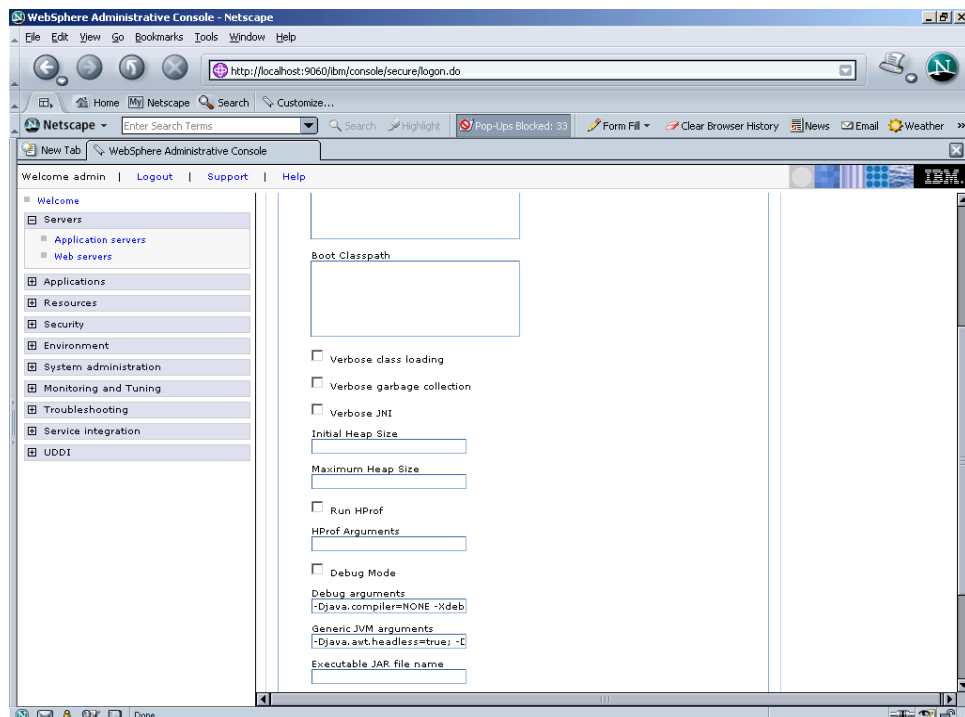 WebSphere Administrative Console - Netscape
File Edit View Go Bookmarks Tools Window Help
http://localhost:9060/ibm/console/secure/logon.do
Home My Netscape Search Customize...
Netscape Enter Search Terms Search Highlight Pop-Ups Blocked: 33 Form Fill Clear Browser History News Email Weather »
New Tab WebSphere Administrative Console
Welcome admin | Logout | Support | Help IBM.
Welcome
Servers
Application servers
Web servers
Applications
Resources
Security
Environment
System administration
Monitoring and Tuning
Troubleshooting
Service integration
UDDI
Boot Classpath
Verbose class loading
Verbose garbage collection
Verbose JNI
Initial Heap Size
Maximum Heap Size
Run HProf
HProf Arguments
Debug Mode
Debug arguments
-Djava.compiler=NONE -Xdeb
Generic JVM arguments
-Djava.awt.headless=true; -D
Executable JAR file name
Done